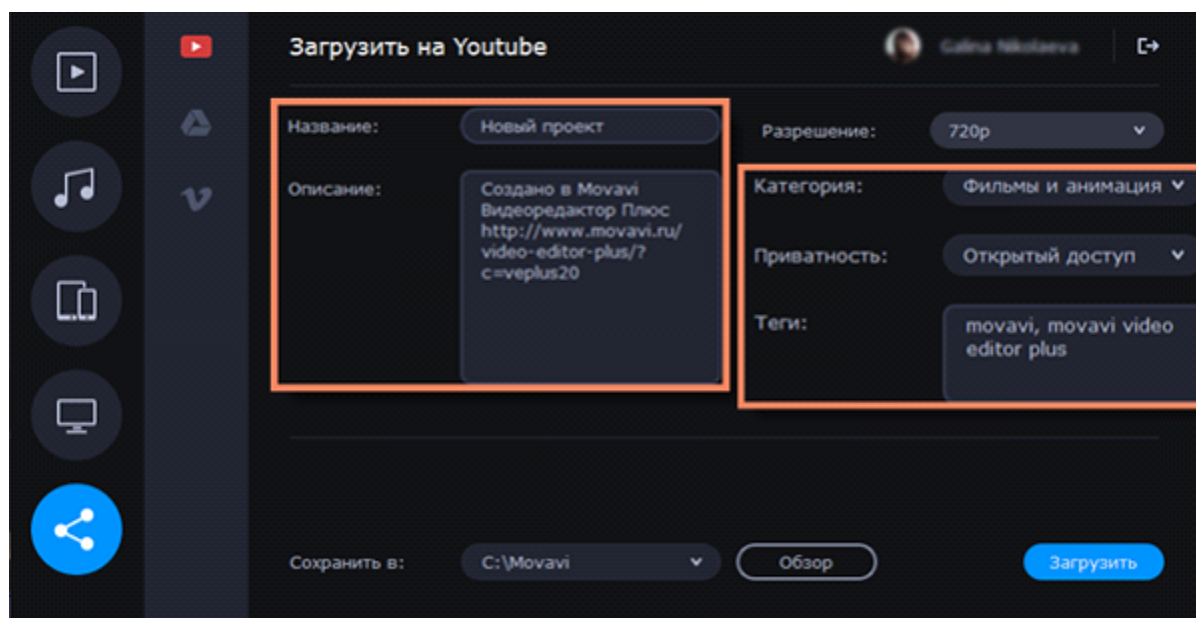 Загрузить на Youtube
Название: Новый проект
Разрешение: 720p
Описание: Создано в Movavi
Видеоредактор Плюс
http://www.movavi.ru/
video-editor-plus/?
c=veplus20
Категория: Фильмы и анимация
Приватность: Открытый доступ
Теги: movavi, movavi video
editor plus
Сохранить в: C:\Movavi Обзор Загрузить